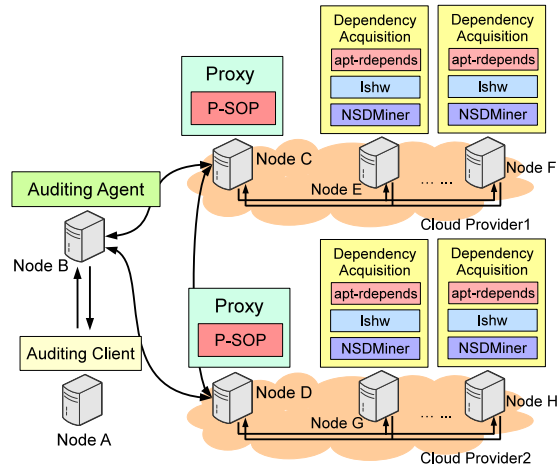 Dependency
Acquisition
apt-rdepends
lshw
NSDMiner
Dependency
Acquisition
apt-rdepends
lshw
NSDMiner
Proxy
P-SOP
Node C
Node E
... ...
Node F
Cloud Provider1
Auditing Agent
Node B
Auditing Client
Node A
Dependency
Acquisition
apt-rdepends
lshw
NSDMiner
Dependency
Acquisition
apt-rdepends
lshw
NSDMiner
Proxy
P-SOP
Node D
Node G
... ...
Node H
Cloud Provider2